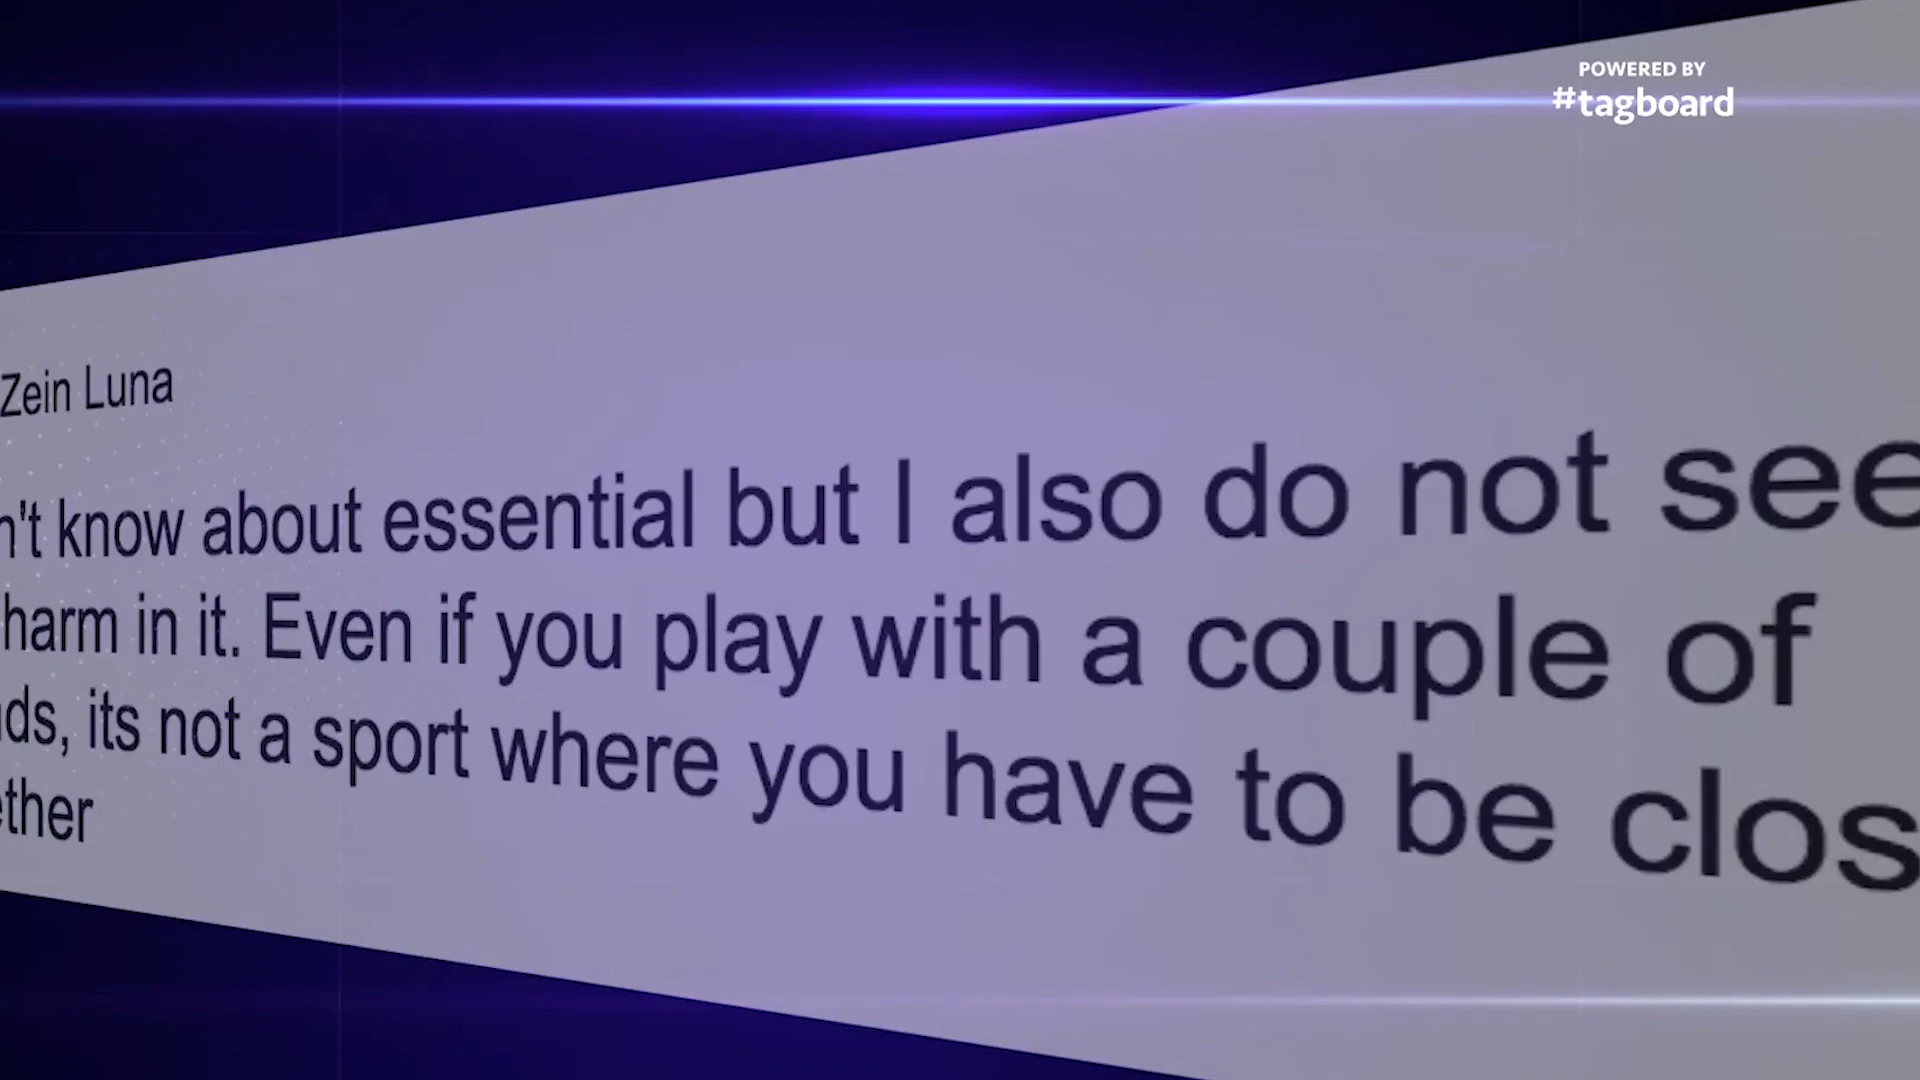 POWERED BY
#tagboard
Zein Luna
n't know about essential but I also do not see
harm in it. Even if you play with a couple of
ds, its not a sport where you have to be clos
ther